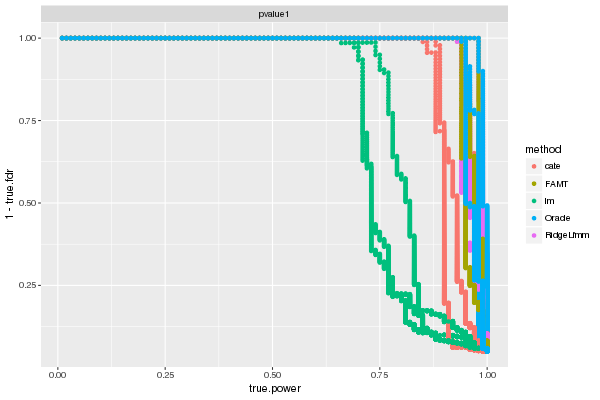 pvalue1
1.00
0.75
0.50
0.25
1 - true.fdr
0.00
0.25
0.50
0.75
1.00
true.power
method
cate
FAMT
lm
Oracle
RidgeLfmm